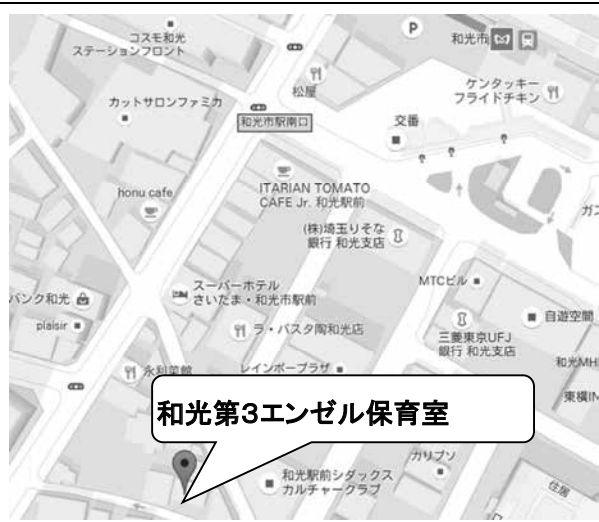 コスモ和光
ステーションフロント
P
和光市
松屋
ケンタッキー
フライドチキン
カットサロンファミカ
和光市駅南口
交番
honu cafe
ITARIAN TOMATO
CAFE Jr. 和光駅前
(株)埼玉りそな
銀行 和光支店
ガス
MTCビル
スーパーホテル
さいたま・和光市駅前
バンク和光
plaisir
ラ・パスタ陶和光店
自遊空間
三菱東京UFJ
銀行 和光支店
永利菜館
レインボープラザ
和光MHI
東横IN
和光第3エンゼル保育室
カリプソ
和光駅前シダックス
カルチャークラブ
住居